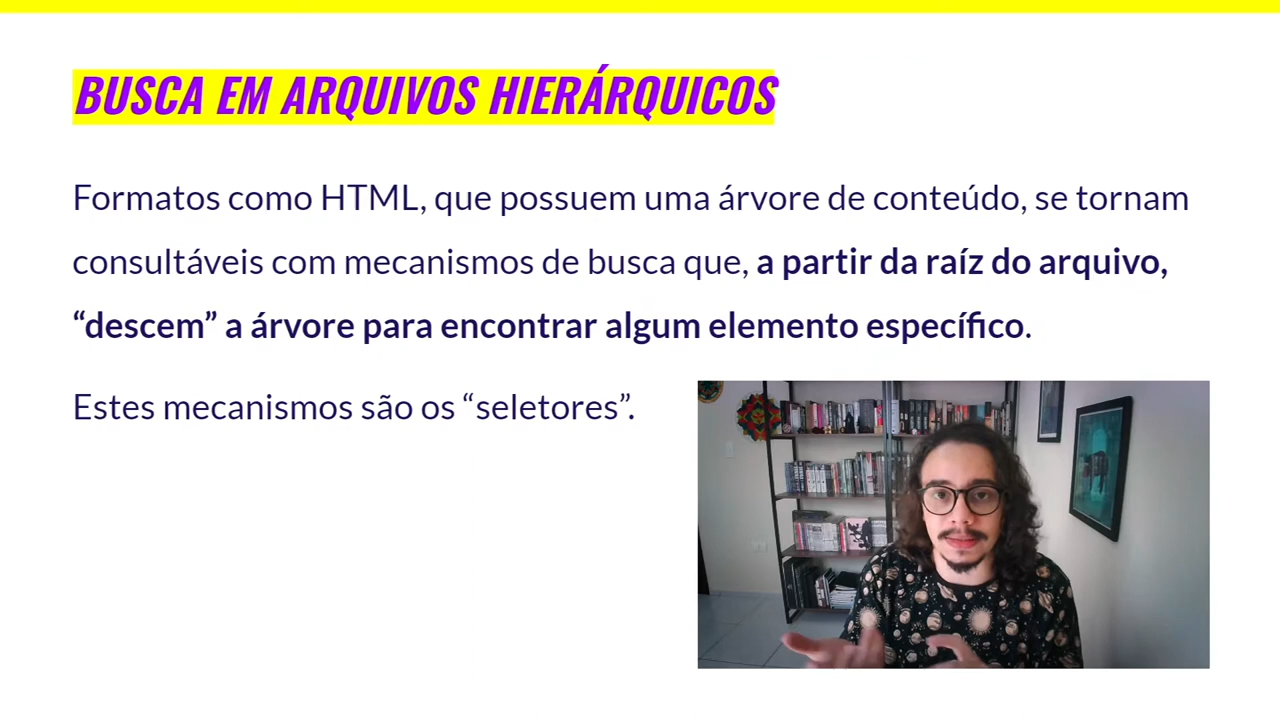 BUSCA EM ARQUIVOS HIERÁRQUICOS
Formatos como HTML, que possuem uma árvore de conteúdo, se tornam
consultáveis com mecanismos de busca que, a partir da raíz do arquivo,
“descem” a árvore para encontrar algum elemento específico.
Estes mecanismos são os “seletores”.